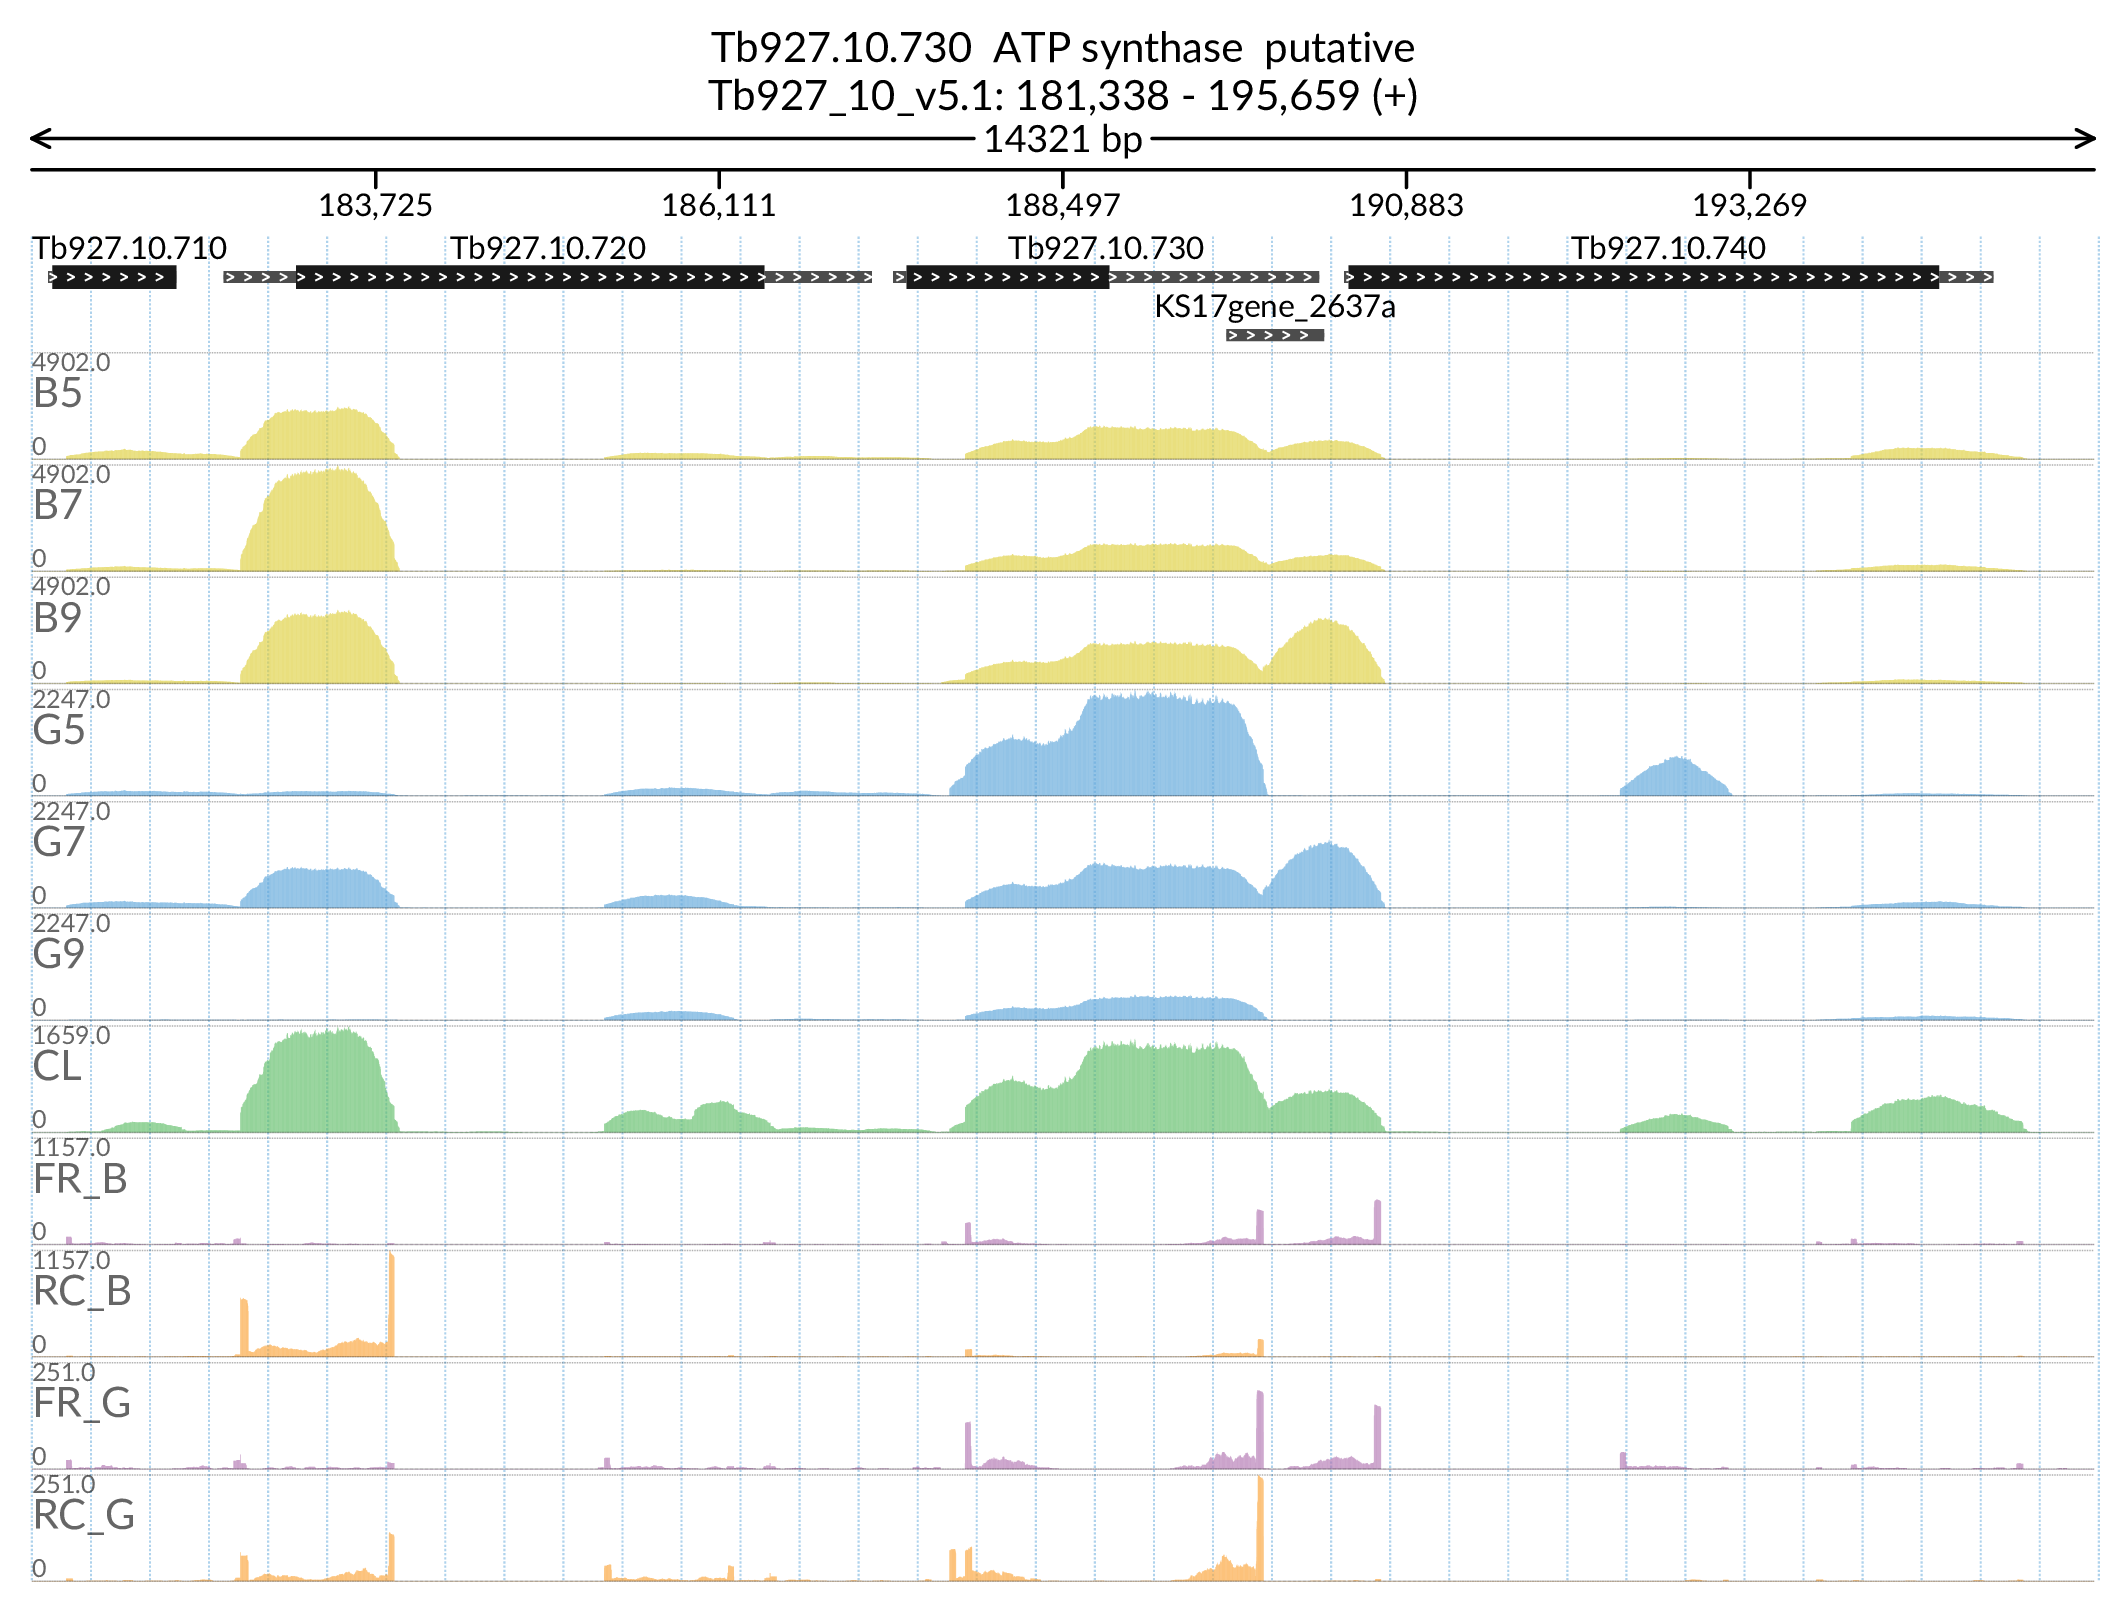 Tb927.10.730  ATP synthase  putative
Tb927_10_v5.1: 181,338 - 195,659 (+)
14321 bp
183,725 186,111 188,497 190,883 193,269
Tb927.10.710 Tb927.10.720 Tb927.10.730 Tb927.10.740
KS17gene_2637a
4902.0
B5
0
4902.0
B7
0
4902.0
B9
0
2247.0
G5
0
2247.0
G7
0
2247.0
G9
0
1659.0
CL
0
1157.0
FR_B
0
1157.0
RC_B
0
251.0
FR_G
0
251.0
RC_G
0